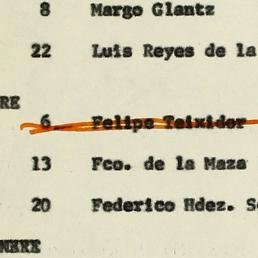 8 Margo Glantz
22 Luis Reyes de la
RE
6 Felipe Teixidor
13 Fco. de la Maza
20 Federico Hdez. S
MBRE